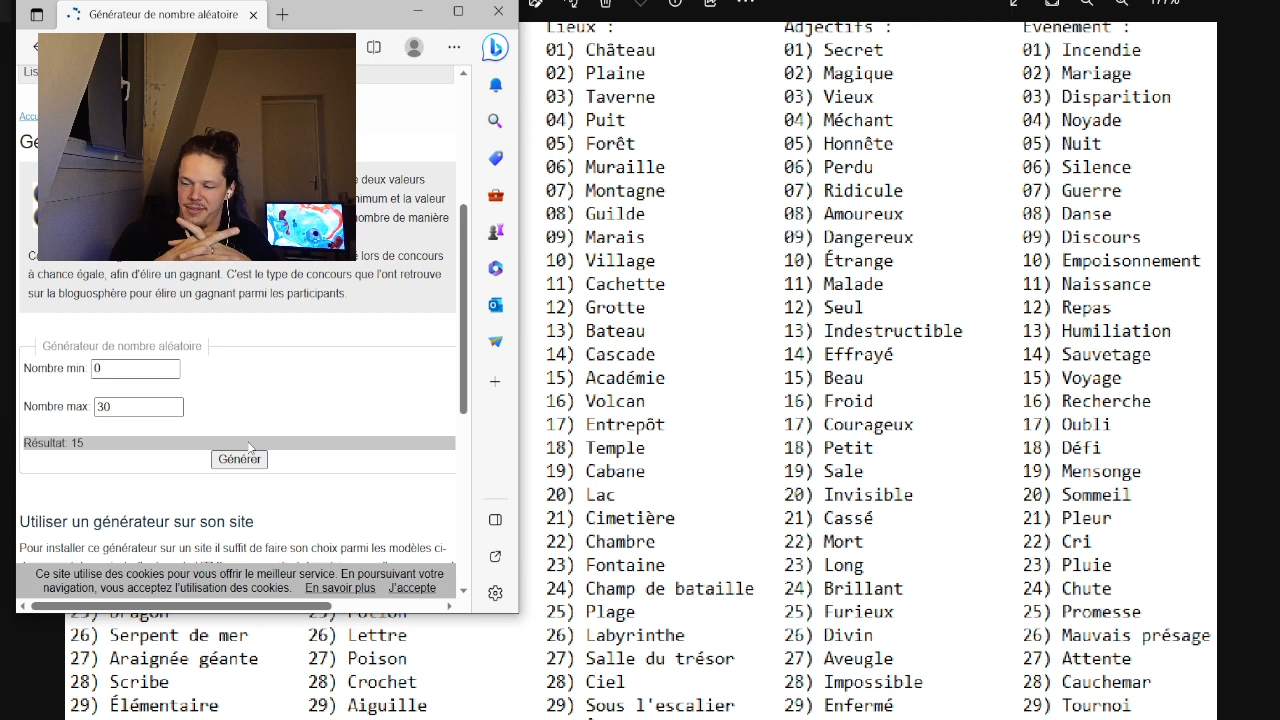 Générateur de nombre aléatoire
Lis
Accu
Gé
e deux valeurs
nimum et la valeur
ombre de manière
lors de concours
à chance égale, afin d'élire un gagnant. C'est le type de concours que l'ont retrouve
sur la bloguosphère pour élire un gagnant parmi les participants.
Générateur de nombre aléatoire
Nombre min: 0
Nombre max: 30
Résultat: 15
Générer
Utiliser un générateur sur son site
Pour installer ce générateur sur un site il suffit de faire son choix parmi les modèles ci-
Ce site utilise des cookies pour vous offrir le meilleur service. En poursuivant votre
navigation, vous acceptez l'utilisation des cookies. En savoir plus J'accepte
25) Dragon
26) Serpent de mer
27) Araignée géante
28) Scribe
29) Élémentaire
25) Potion
26) Lettre
27) Poison
28) Crochet
29) Aiguille
177%
Lieux :
01) Château
02) Plaine
03) Taverne
04) Puit
05) Forêt
06) Muraille
07) Montagne
08) Guilde
09) Marais
10) Village
11) Cachette
12) Grotte
13) Bateau
14) Cascade
15) Académie
16) Volcan
17) Entrepôt
18) Temple
19) Cabane
20) Lac
21) Cimetière
22) Chambre
23) Fontaine
24) Champ de bataille
25) Plage
26) Labyrinthe
27) Salle du trésor
28) Ciel
29) Sous l'escalier
Adjectifs :
01) Secret
02) Magique
03) Vieux
04) Méchant
05) Honnête
06) Perdu
07) Ridicule
08) Amoureux
09) Dangereux
10) Étrange
11) Malade
12) Seul
13) Indestructible
14) Effrayé
15) Beau
16) Froid
17) Courageux
18) Petit
19) Sale
20) Invisible
21) Cassé
22) Mort
23) Long
24) Brillant
25) Furieux
26) Divin
27) Aveugle
28) Impossible
29) Enfermé
Evenement :
01) Incendie
02) Mariage
03) Disparition
04) Noyade
05) Nuit
06) Silence
07) Guerre
08) Danse
09) Discours
10) Empoisonnement
11) Naissance
12) Repas
13) Humiliation
14) Sauvetage
15) Voyage
16) Recherche
17) Oubli
18) Défi
19) Mensonge
20) Sommeil
21) Pleur
22) Cri
23) Pluie
24) Chute
25) Promesse
26) Mauvais présage
27) Attente
28) Cauchemar
29) Tournoi